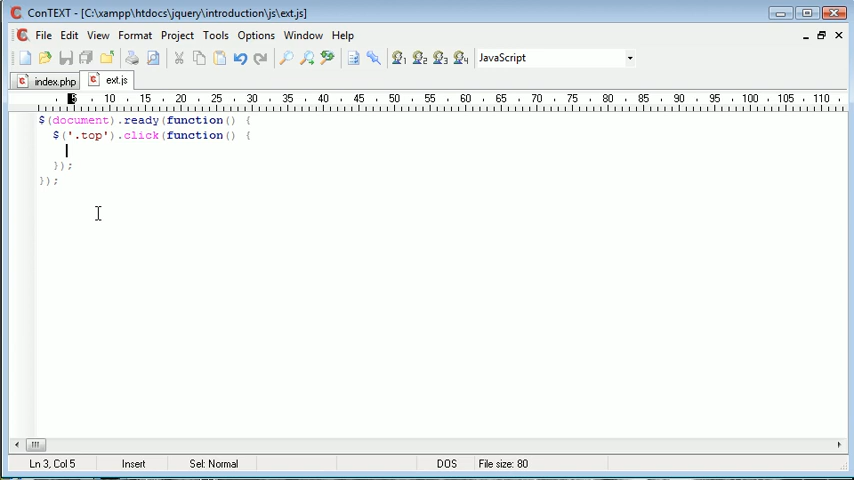 ConTEXT - [C:\xampp\htdocs\jquery\introduction\js\ext.js]
File Edit View Format Project Tools Options Window Help
JavaScript
index.php ext.js
5 10 15 20 25 30 35 40 45 50 55 60 65 70 75 80 85 90 95 100 105 110
$(document).ready(function() {
$('.top').click(function() {
});
});
Ln 3, Col 5 Insert Sel: Normal DOS File size: 80